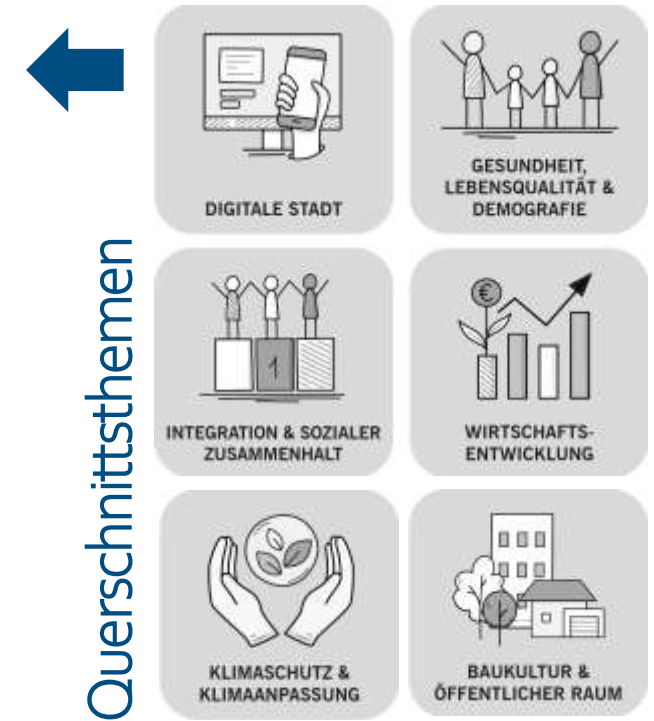 Querschnittsthemen
DIGITALE STADT
GESUNDHEIT,
LEBENSQUALITÄT &
DEMOGRAFIE
1
INTEGRATION & SOZIALER
ZUSAMMENHALT
€
WIRTSCHAFTS-
ENTWICKLUNG
KLIMASCHUTZ &
KLIMAANPASSUNG
BAUKULTUR &
ÖFFENTLICHER RAUM